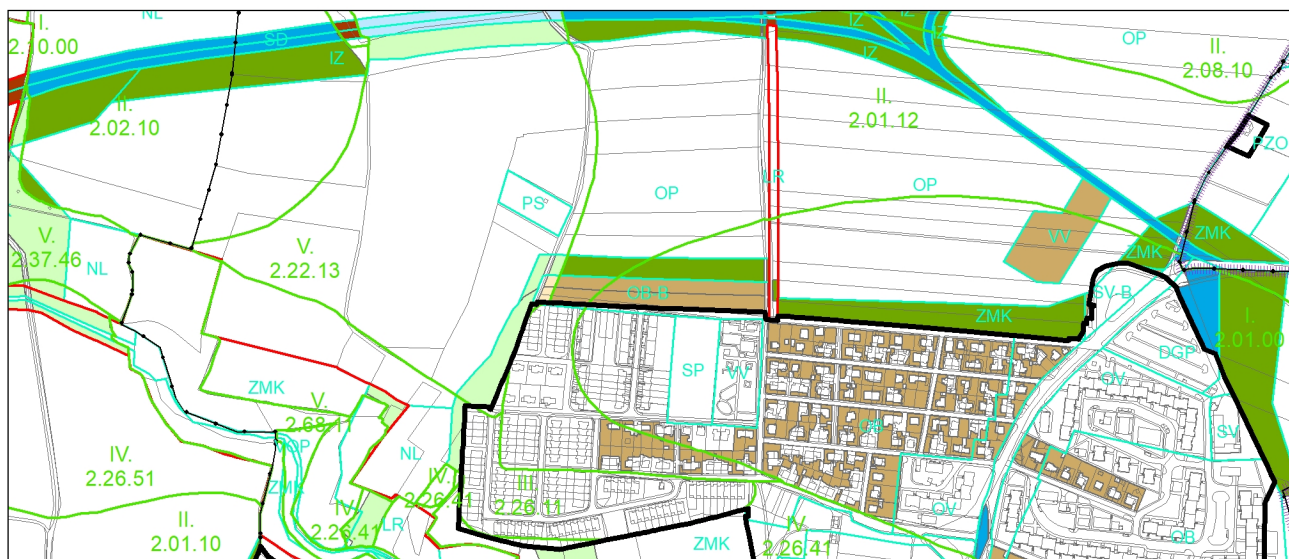 NL
I.
2.10.00
SD
IZ
IZ
IZ
IZ
OP
II.
2.08.10
II.
2.02.10
II.
2.01.12
PZO
PS
OP
LR
OP
VV
ZMK
ZMK
V.
2.37.46
NL
V.
2.22.13
OB-B
ZMK
SV-B
I.
2.01.00
DGP
SP
VV
OV
ZMK
V.
2.68.11
OB
SV
VOP
NL
IV.
2.26.51
ZMK
IV.
2.26.41
III.
2.26.11
IV.
2.26.41
LR
OV
II.
2.01.10
ZMK
IV.
2.26.41
OB